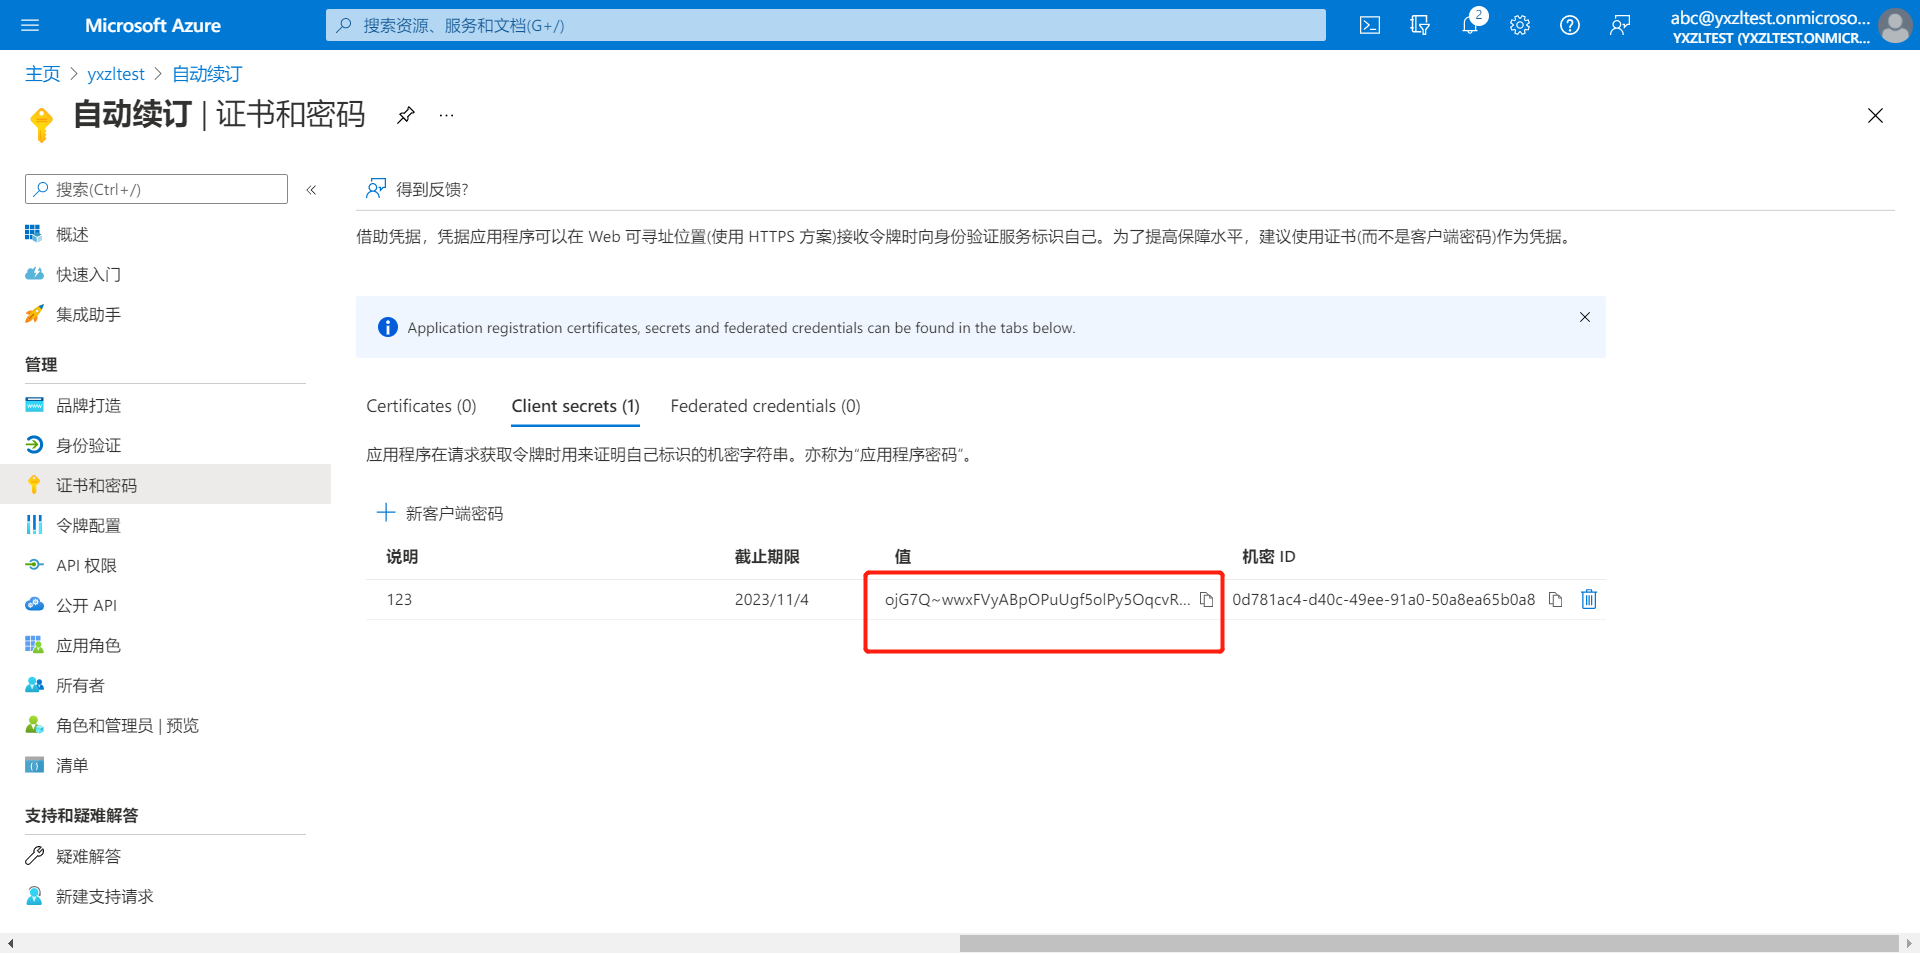 Microsoft Azure
搜索资源、服务和文档(G+/)
2
abc@yxzltest.onmicroso...
YXZLTEST (YXZLTEST.ONMICR...
主页 > yxzltest > 自动续订
自动续订 | 证书和密码
...
搜索(Ctrl+/)
«
得到反馈?
概述
快速入门
集成助手
管理
品牌打造
身份验证
证书和密码
令牌配置
API 权限
公开 API
应用角色
所有者
角色和管理员 | 预览
清单
支持和疑难解答
疑难解答
新建支持请求
借助凭据，凭据应用程序可以在 Web 可寻址位置(使用 HTTPS 方案)接收令牌时向身份验证服务标识自己。为了提高保障水平，建议使用证书(而不是客户端密码)作为凭据。
Application registration certificates, secrets and federated credentials can be found in the tabs below.
Certificates (0) Client secrets (1) Federated credentials (0)
应用程序在请求获取令牌时用来证明自己标识的机密字符串。亦称为“应用程序密码”。
新客户端密码
说明 截止期限 值 机密 ID
123 2023/11/4 ojG7Q~wwxFVyABpOPuUgf5olPy5OqcvR... 0d781ac4-d40c-49ee-91a0-50a8ea65b0a8